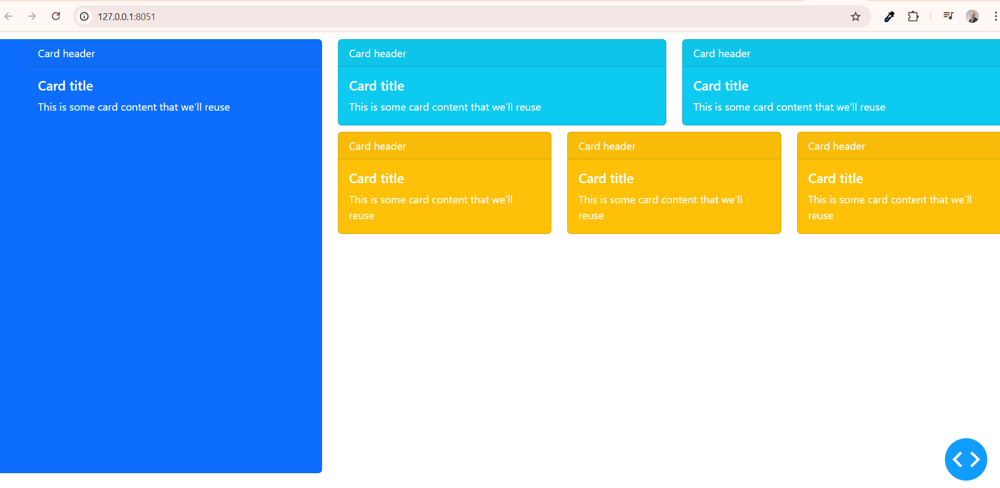 127.0.0.1:8051
Card header
Card title
This is some card content that we'll reuse
Card header
Card title
This is some card content that we'll reuse
Card header
Card title
This is some card content that we'll reuse
Card header
Card title
This is some card content that we'll
reuse
Card header
Card title
This is some card content that we'll
reuse
Card header
Card title
This is some card content that we'll
reuse